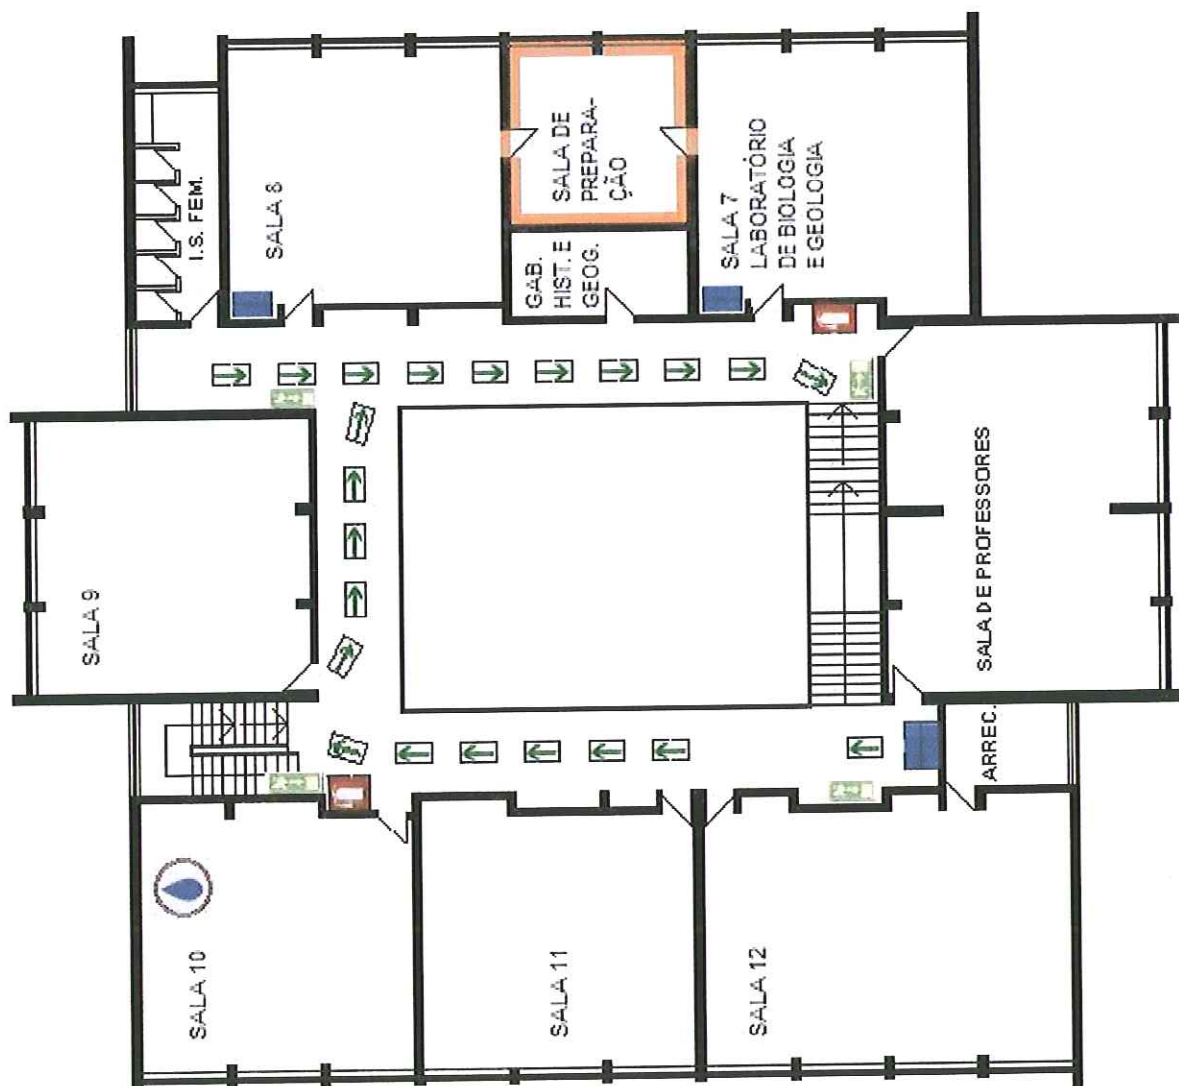 I.S. FEM.
SALA 8
SALA DE
PREPARA-
ÇÃO
GAB.
HIST. E
GEOG.
SALA 7
LABORATÓRIO
DE BIOLOGIA
E GEOLOGIA
SALA 9
SALA DE PROFESSORES
ARREC.
SALA 10
SALA 11
SALA 12